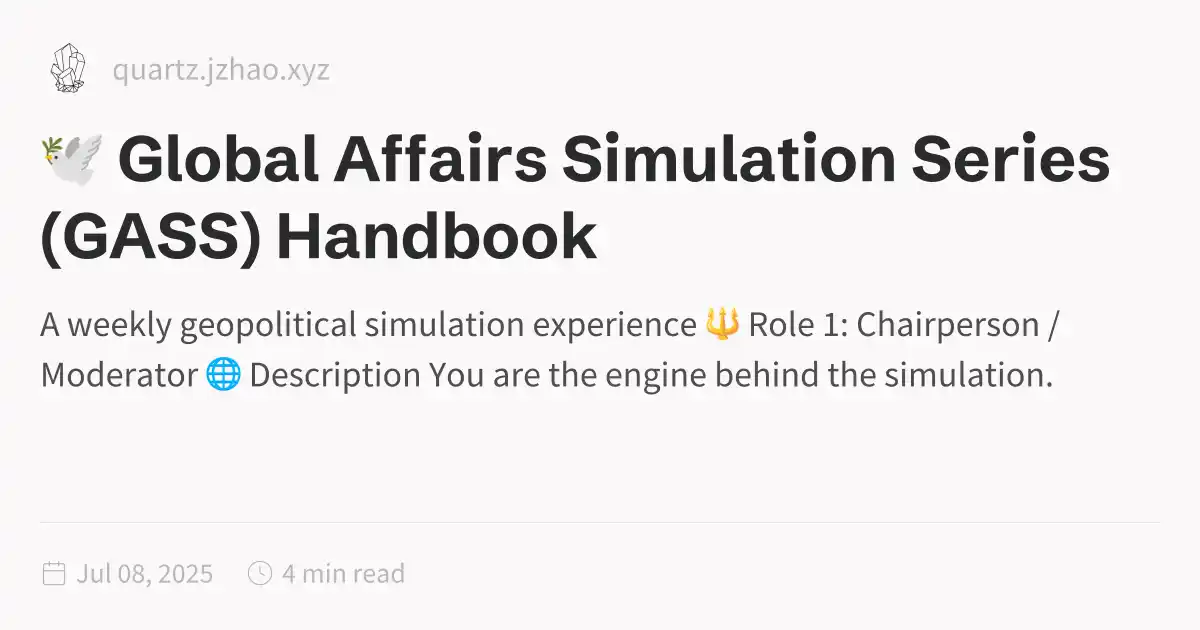 quartz.jzhao.xyz
🕊️ Global Affairs Simulation Series
(GASS) Handbook
A weekly geopolitical simulation experience 🔱 Role 1: Chairperson /
Moderator 🌐 Description You are the engine behind the simulation.
Jul 08, 2025
4 min read